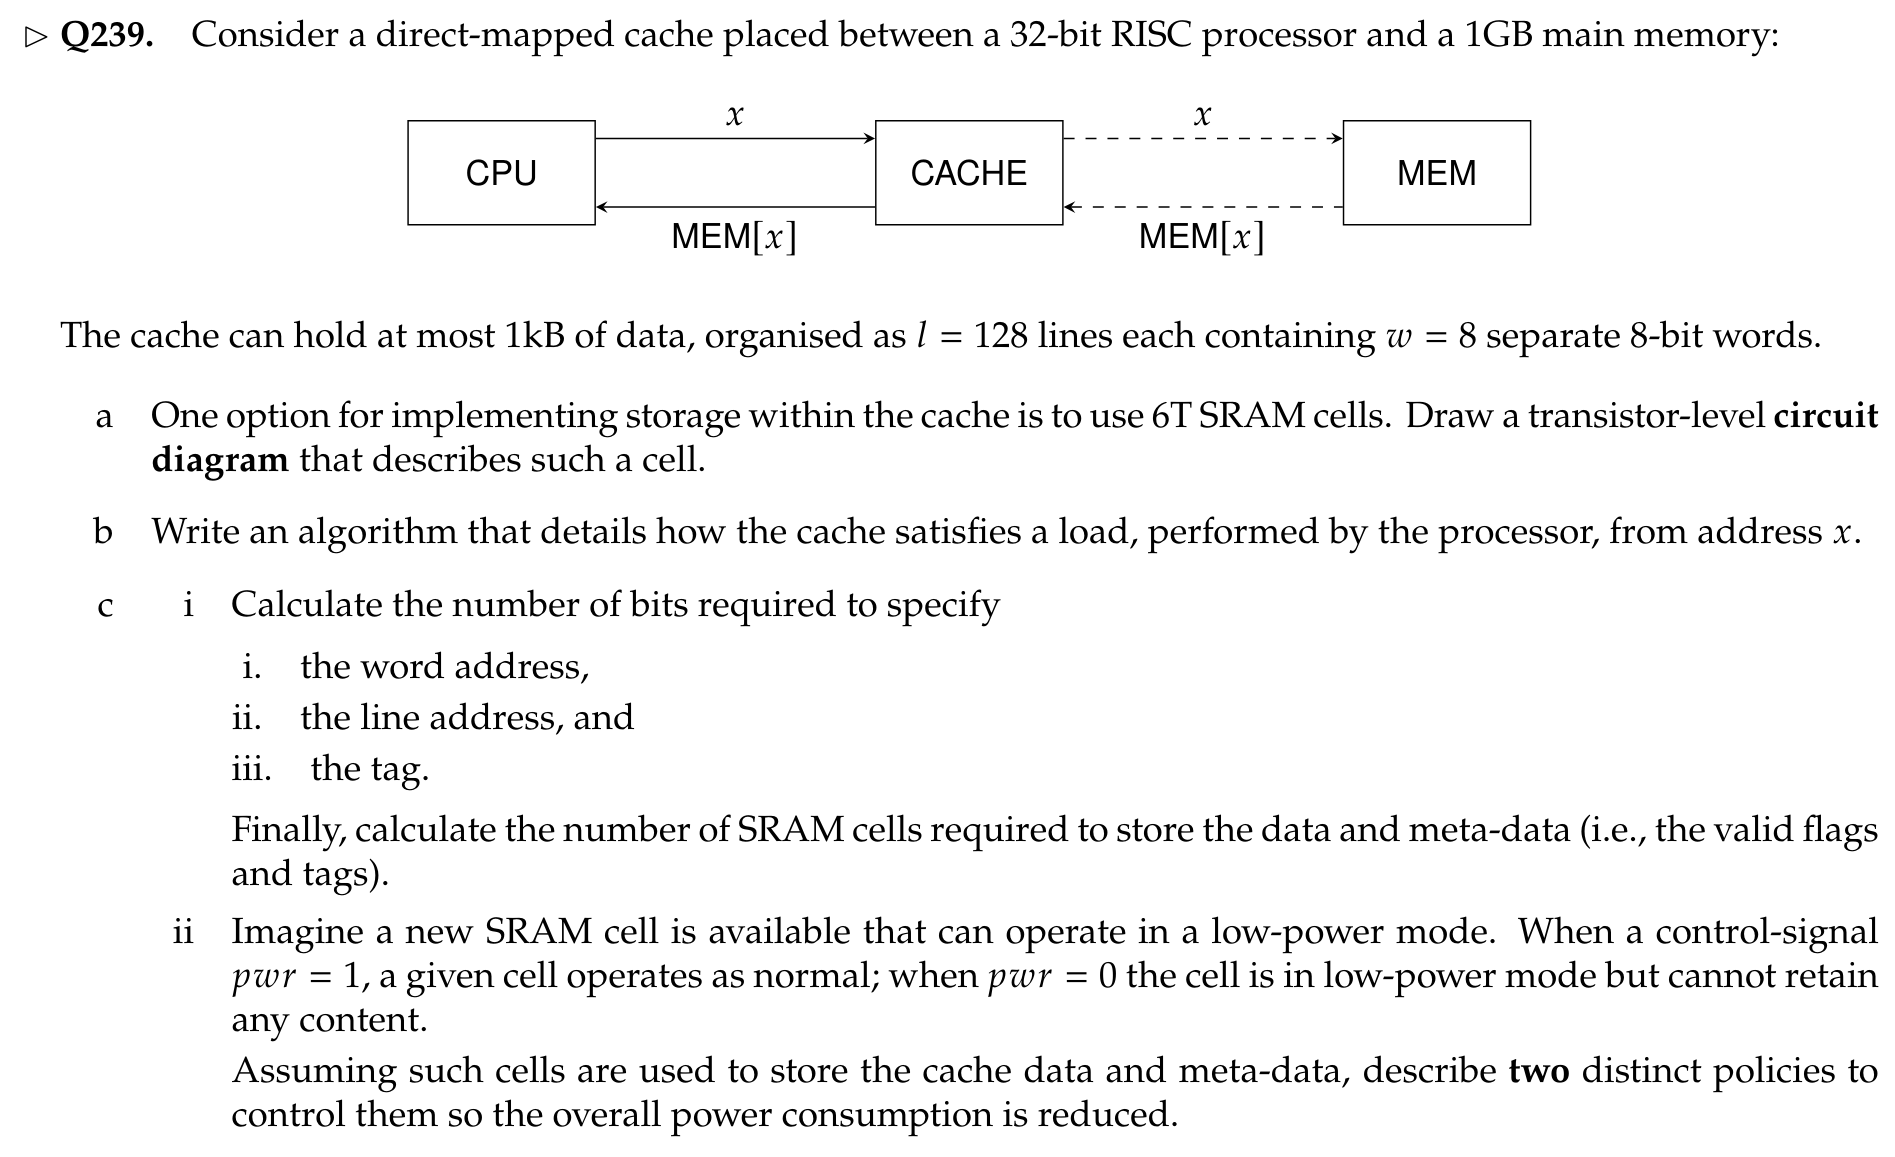 ▷ Q239. Consider a direct-mapped cache placed between a 32-bit RISC processor and a 1GB main memory:
x
x
CPU
CACHE
MEM
MEM[x]
MEM[x]
The cache can hold at most 1kB of data, organised as l = 128 lines each containing w = 8 separate 8-bit words.
a One option for implementing storage within the cache is to use 6T SRAM cells. Draw a transistor-level circuit
diagram that describes such a cell.
b Write an algorithm that details how the cache satisfies a load, performed by the processor, from address x.
c i Calculate the number of bits required to specify
i. the word address,
ii. the line address, and
iii. the tag.
Finally, calculate the number of SRAM cells required to store the data and meta-data (i.e., the valid flags
and tags).
ii Imagine a new SRAM cell is available that can operate in a low-power mode. When a control-signal
pwr = 1, a given cell operates as normal; when pwr = 0 the cell is in low-power mode but cannot retain
any content.
Assuming such cells are used to store the cache data and meta-data, describe two distinct policies to
control them so the overall power consumption is reduced.